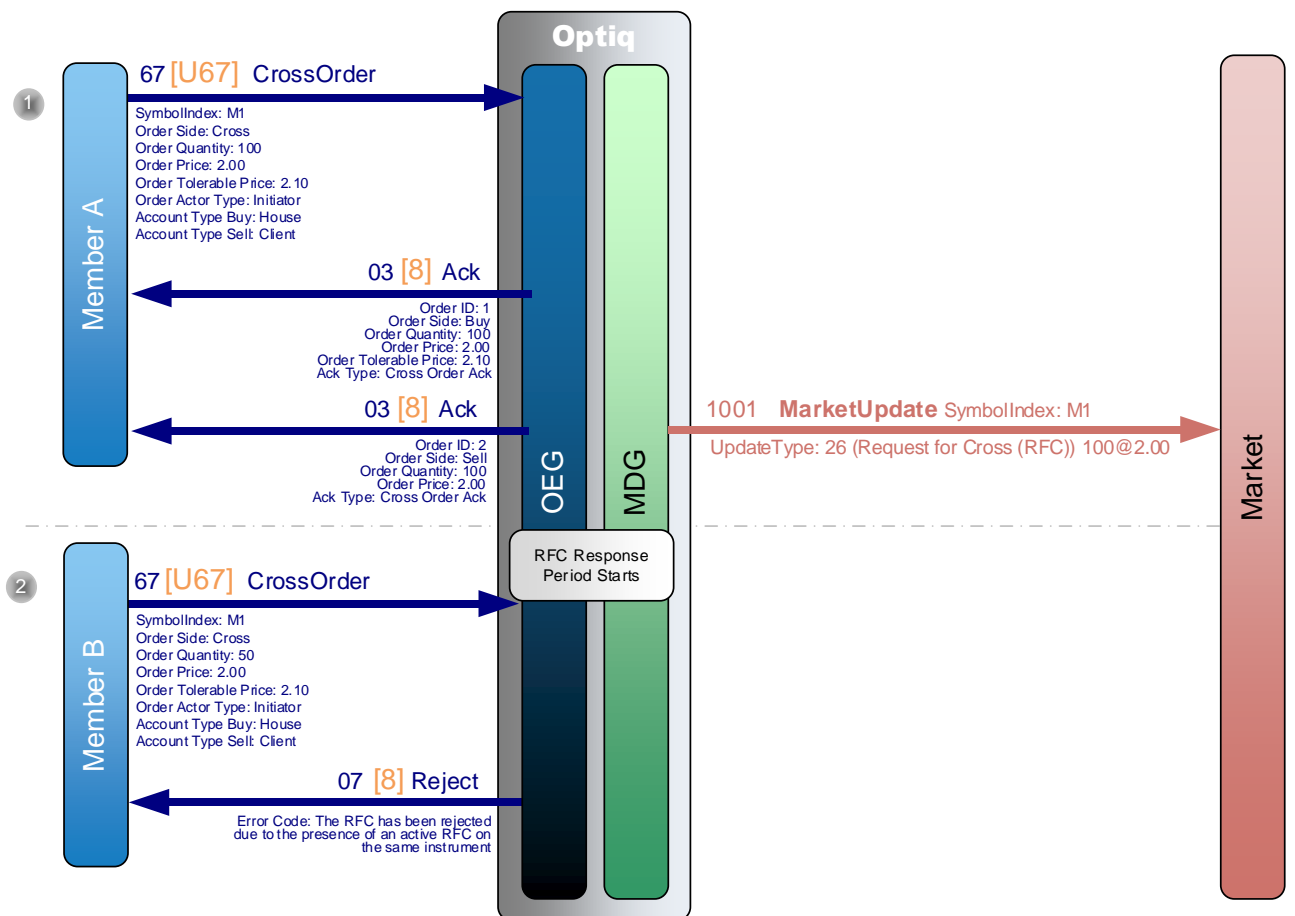 Optiq
1
67 [U67] CrossOrder
SymbolIndex: M1
Order Side: Cross
Order Quantity: 100
Order Price: 2.00
Order Tolerable Price: 2.10
Order Actor Type: Initiator
Account Type Buy: House
Account Type Sell: Client
Member A
03 [8] Ack
Order ID: 1
Order Side: Buy
Order Quantity: 100
Order Price: 2.00
Order Tolerable Price: 2.10
Ack Type: Cross Order Ack
03 [8] Ack
Order ID: 2
Order Side: Sell
Order Quantity: 100
Order Price: 2.00
Ack Type: Cross Order Ack
OEG
MDG
1001 MarketUpdate SymbolIndex: M1
UpdateType: 26 (Request for Cross (RFC)) 100@2.00
Market
RFC Response
Period Starts
2
67 [U67] CrossOrder
SymbolIndex: M1
Order Side: Cross
Order Quantity: 50
Order Price: 2.00
Order Tolerable Price: 2.10
Order Actor Type: Initiator
Account Type Buy: House
Account Type Sell: Client
Member B
07 [8] Reject
Error Code: The RFC has been rejected
due to the presence of an active RFC on
the same instrument